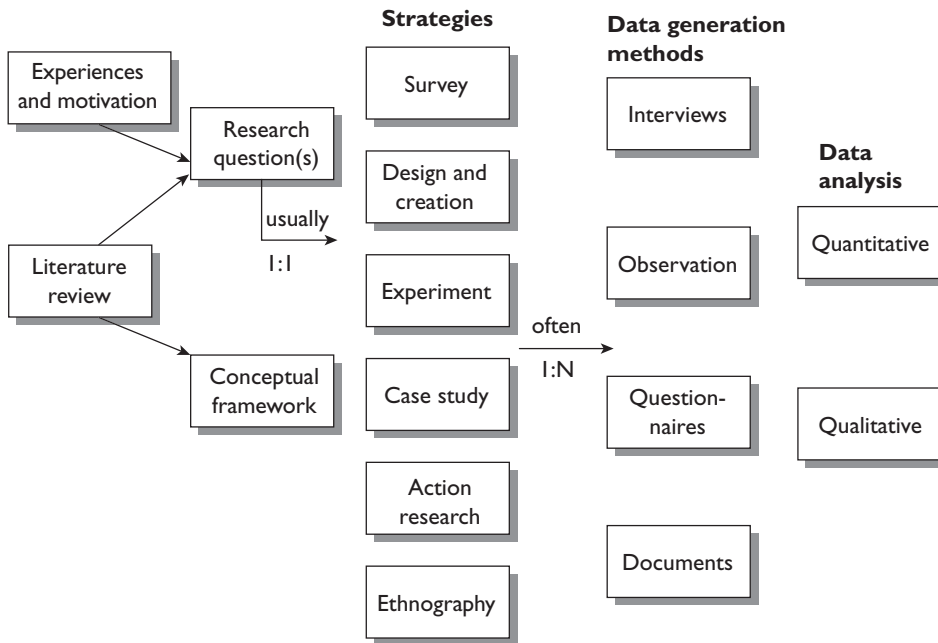 Experiences
and motivation
Literature
review
Research
question(s)
usually
1:1
Conceptual
framework
Strategies
Survey
Design and
creation
Experiment
Case study
Action
research
Ethnography
often
1:N
Data generation
methods
Interviews
Observation
Question-
naires
Documents
Data
analysis
Quantitative
Qualitative